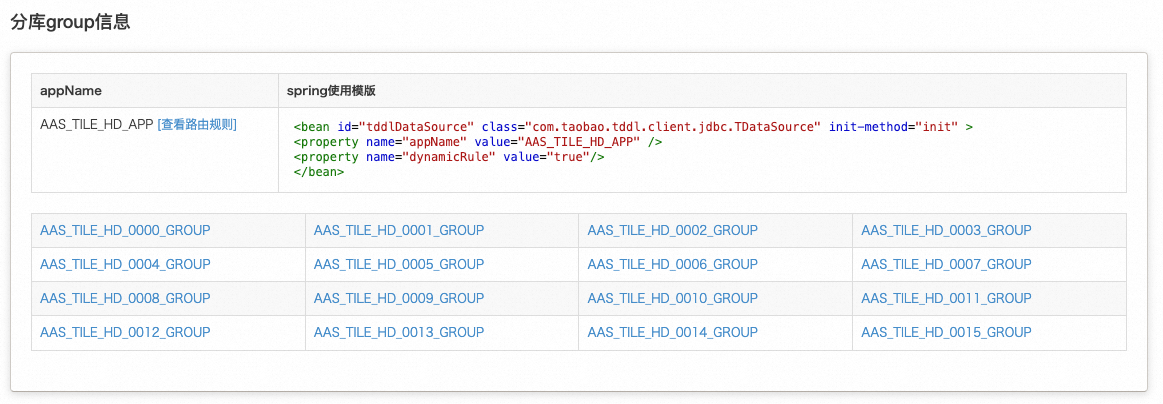 分库group信息
appName spring使用模版
AAS_TILE_HD_APP [查看路由规则]
<bean id="tddlDataSource" class="com.taobao.tddl.client.jdbc.TDataSource" init-method="init" >
<property name="appName" value="AAS_TILE_HD_APP" />
<property name="dynamicRule" value="true"/>
</bean>
AAS_TILE_HD_0000_GROUP AAS_TILE_HD_0001_GROUP AAS_TILE_HD_0002_GROUP AAS_TILE_HD_0003_GROUP
AAS_TILE_HD_0004_GROUP AAS_TILE_HD_0005_GROUP AAS_TILE_HD_0006_GROUP AAS_TILE_HD_0007_GROUP
AAS_TILE_HD_0008_GROUP AAS_TILE_HD_0009_GROUP AAS_TILE_HD_0010_GROUP AAS_TILE_HD_0011_GROUP
AAS_TILE_HD_0012_GROUP AAS_TILE_HD_0013_GROUP AAS_TILE_HD_0014_GROUP AAS_TILE_HD_0015_GROUP